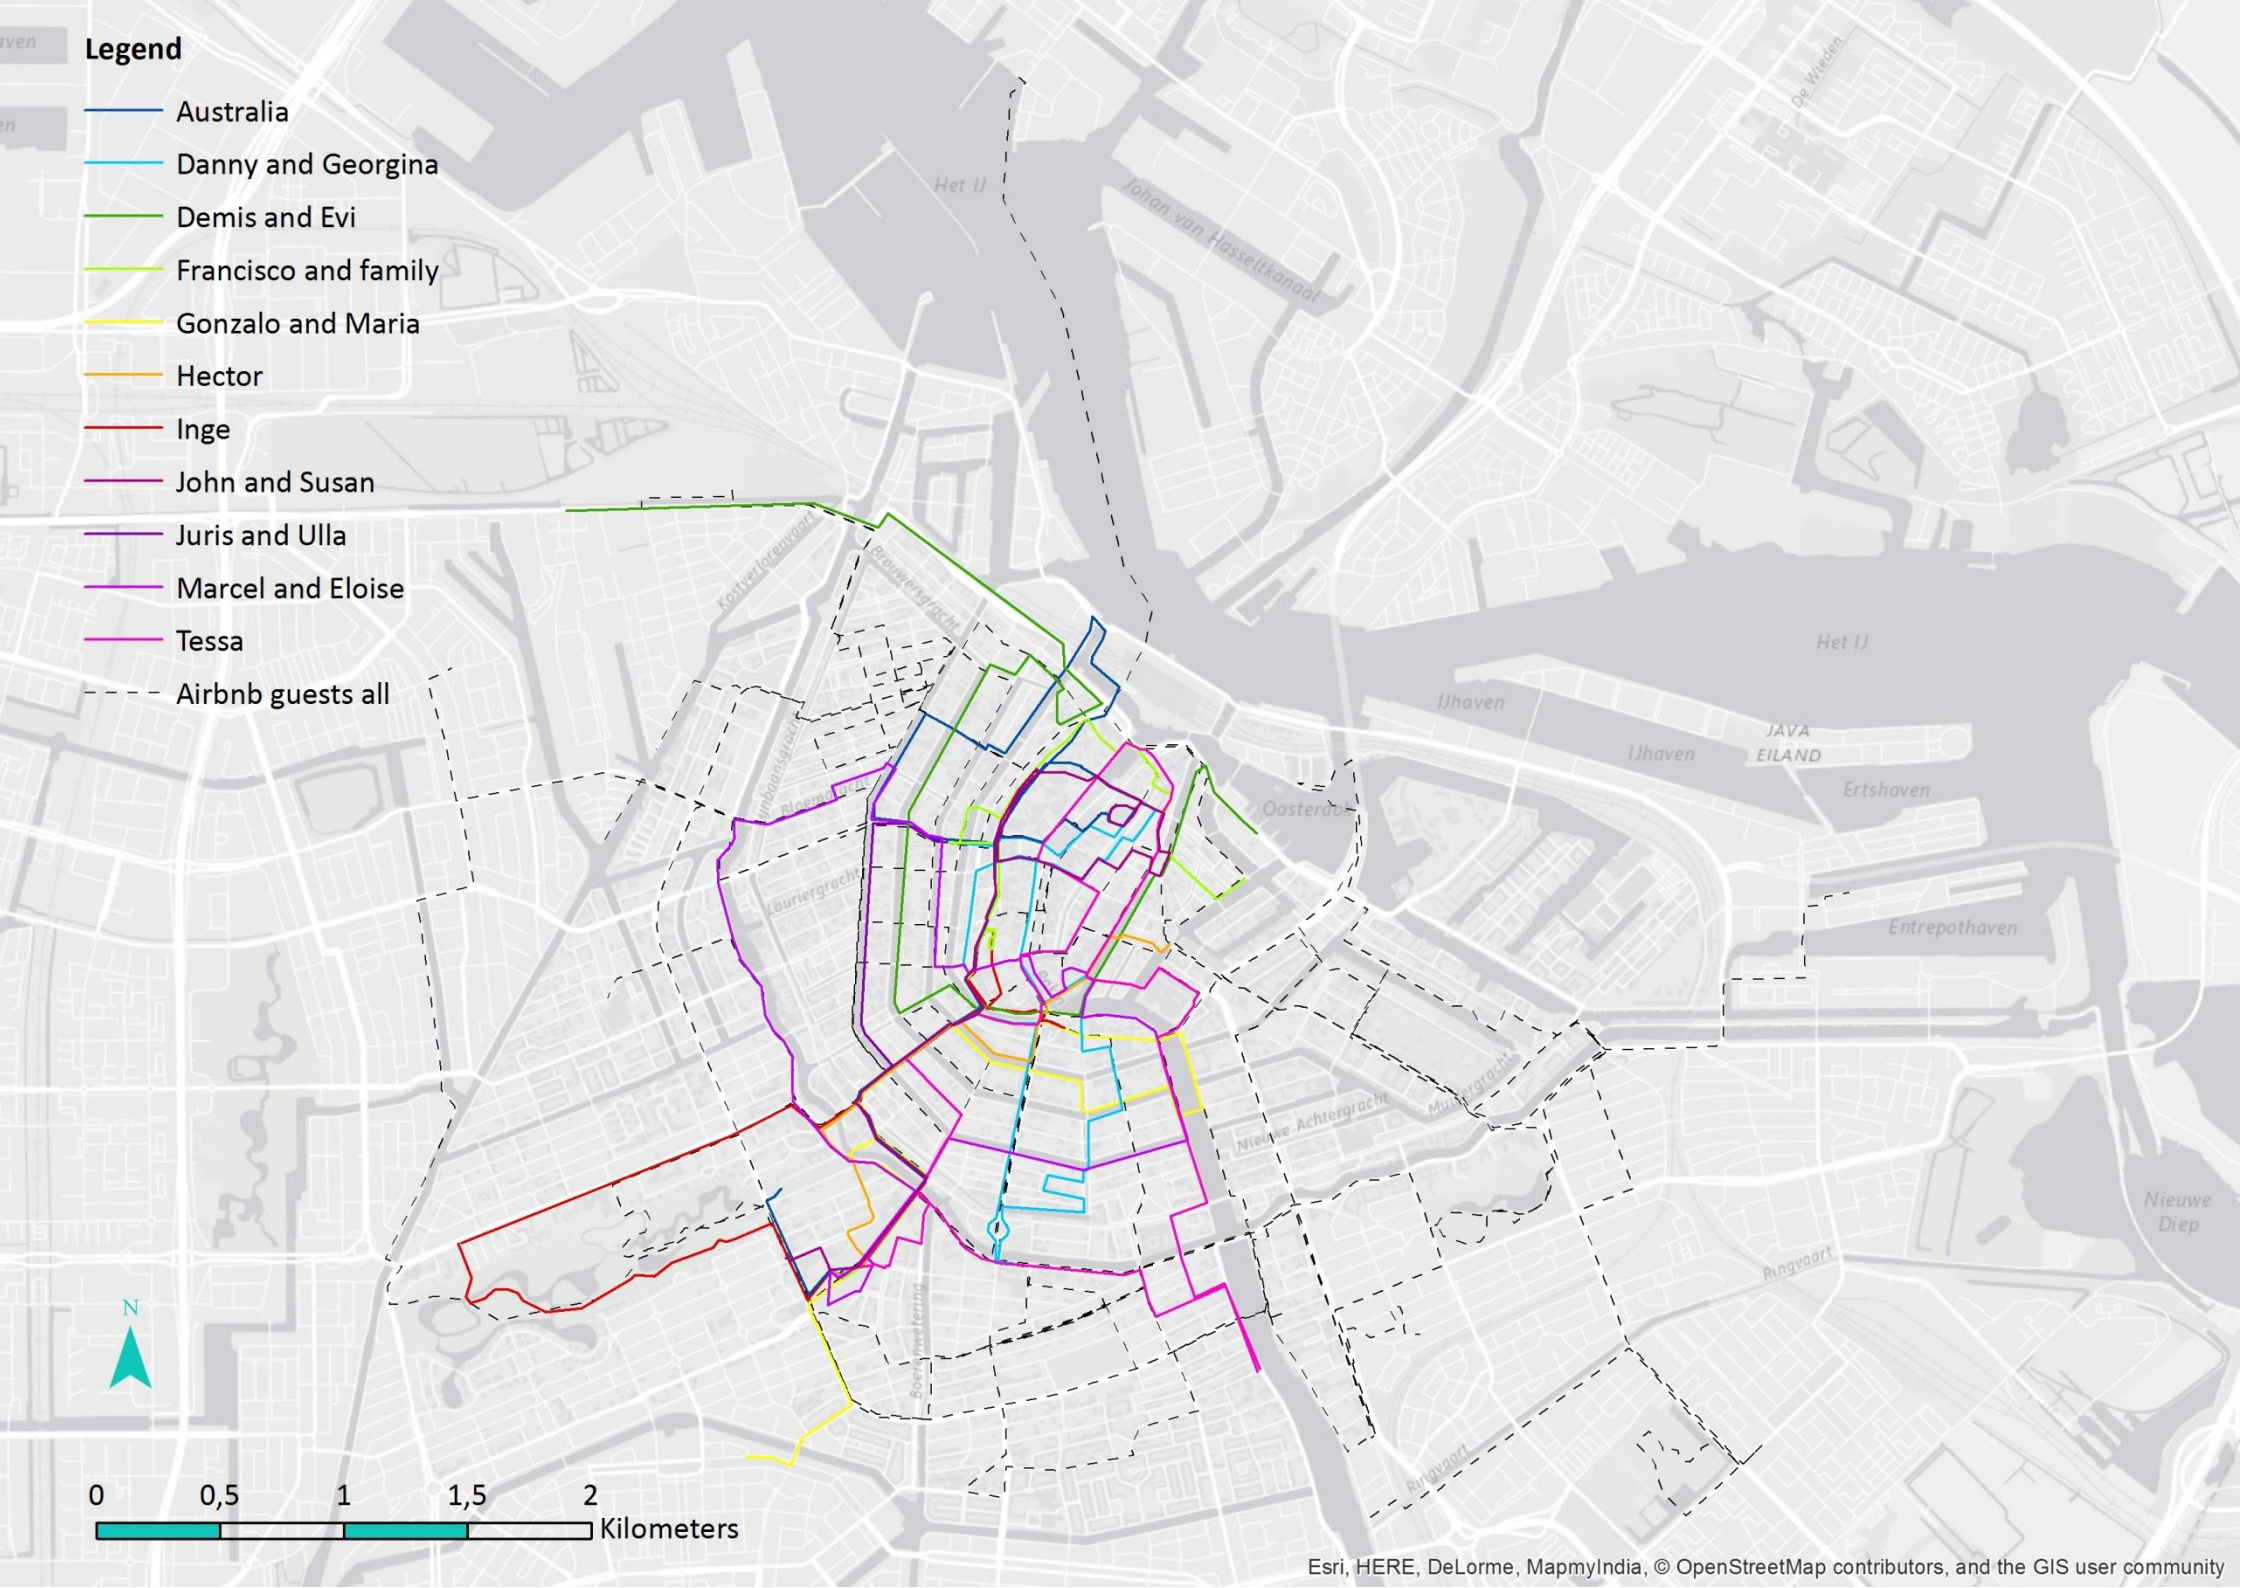 Legend
Australia
Danny and Georgina
Demis and Evi
Francisco and family
Gonzalo and Maria
Hector
Inge
John and Susan
Juris and Ulla
Marcel and Eloise
Tessa
Airbnb guests all
De Wieden
Het IJ
Johan van Hasseltkanaal
Kostverlorenvaart
Brouwersgracht
Het IJ
IJhaven
JAVA
EILAND
IJhaven
Ertshaven
Bloemgracht
Oosterdok
Lauriergracht
Entrepothaven
Muidergracht
Nieuwe Achtergracht
Nieuwe
Diep
Ringvaart
Boerenwetering
Ringvaart
N
0 0,5 1 1,5 2
Kilometers
Esri, HERE, DeLorme, MapmyIndia, © OpenStreetMap contributors, and the GIS user community